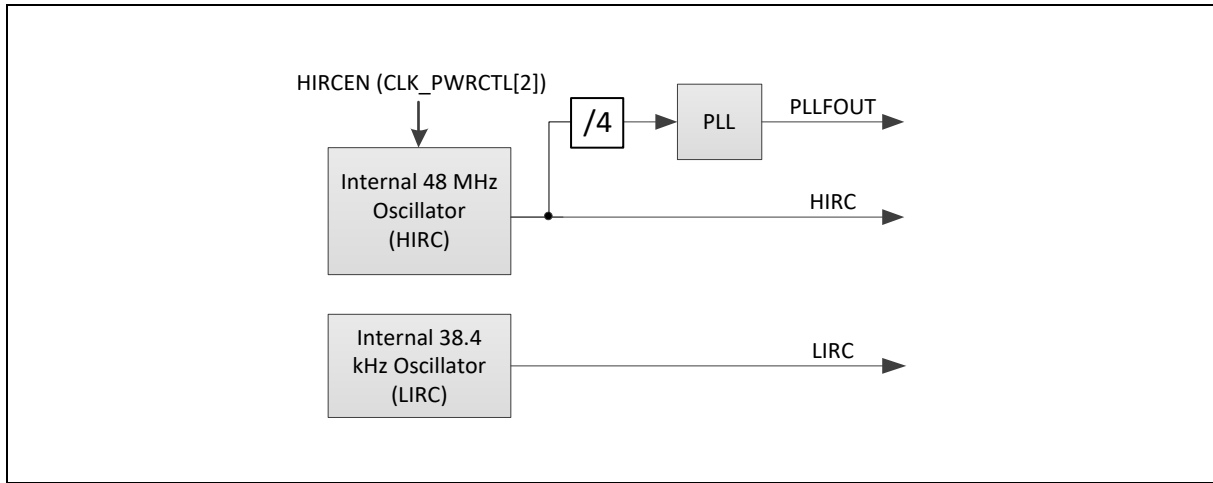 HIRCEN (CLK_PWRCTL[2])
/4
PLL
PLLFOUT
Internal 48 MHz
Oscillator
(HIRC)
HIRC
Internal 38.4
kHz Oscillator
(LIRC)
LIRC